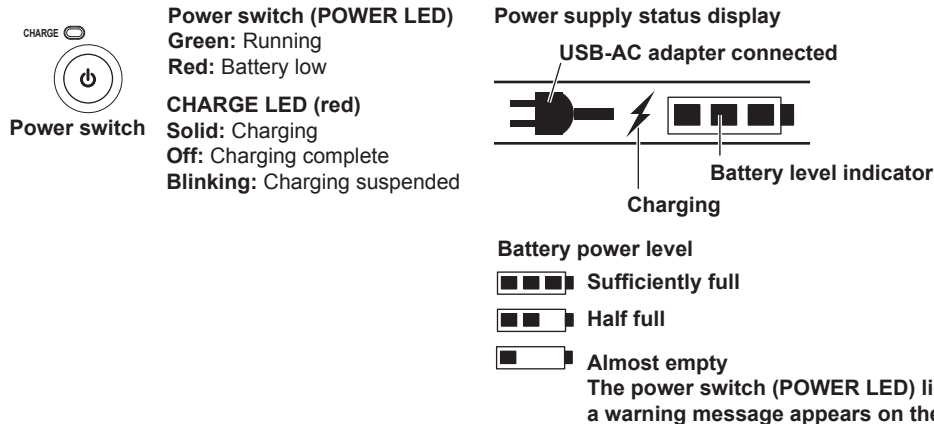 CHARGE
Power switch
Power switch (POWER LED)
Green: Running
Red: Battery low
CHARGE LED (red)
Solid: Charging
Off: Charging complete
Blinking: Charging suspended
Power supply status display
USB-AC adapter connected
Battery level indicator
Charging
Battery power level
Sufficiently full
Half full
Almost empty
The power switch (POWER LED)
a warning message appears on